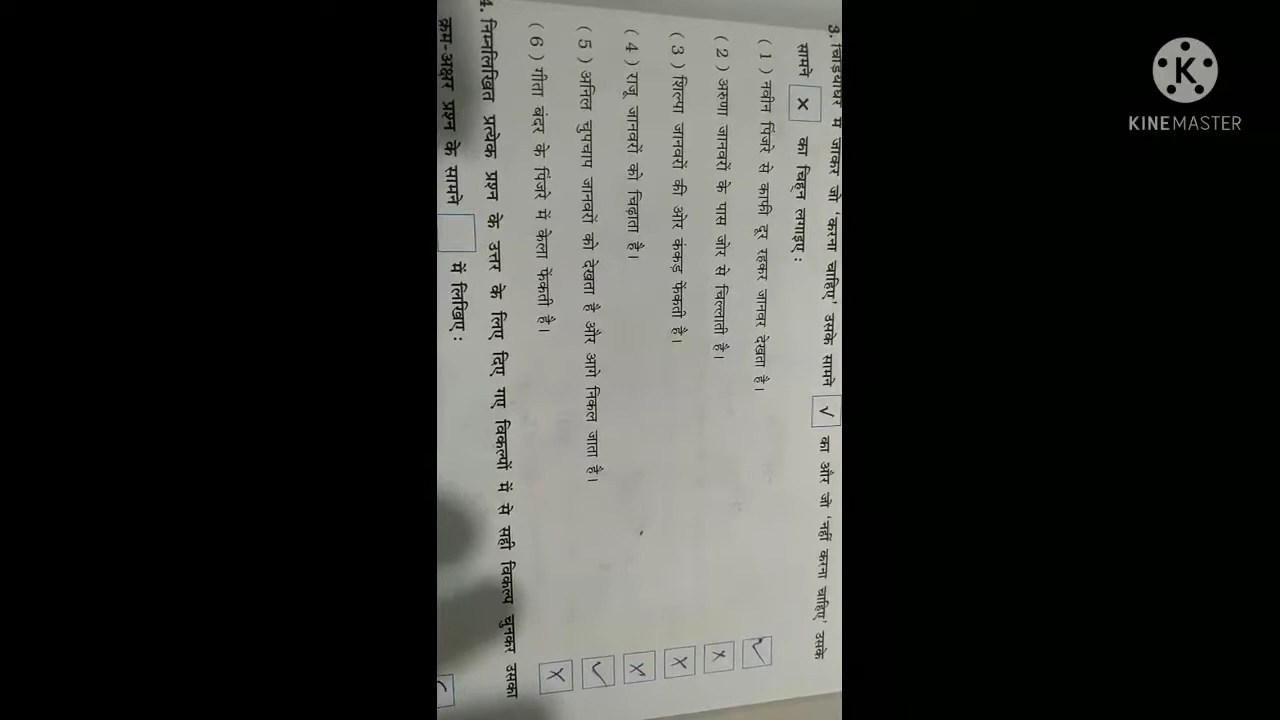 3. चिड़ियाघर में जाकर जो 'करना चाहिए' उसके सामने ✓ का और जो 'नहीं करना चाहिए' उसके
सामने × का चिह्न लगाइए :
( 1 ) नवीन पिंजरे से काफी दूर रहकर जानवर देखता है। ✓
( 2 ) अरुणा जानवरों के पास जोर से चिल्लाती है। ×
( 3 ) शिल्पा जानवरों की ओर कंकड़ फेंकती है। ×
( 4 ) राजू जानवरों को चिढ़ाता है। ×
( 5 ) अनिल चुपचाप जानवरों को देखता है और आगे निकल जाता है। ✓
( 6 ) गीता बंदर के पिंजरे में केला फेंकती है। ×
4. निम्नलिखित प्रत्येक प्रश्न के उत्तर के लिए दिए गए विकल्पों में से सही विकल्प चुनकर उसका
क्रम-अक्षर प्रश्न के सामने में लिखिए :
K
KINEMASTER